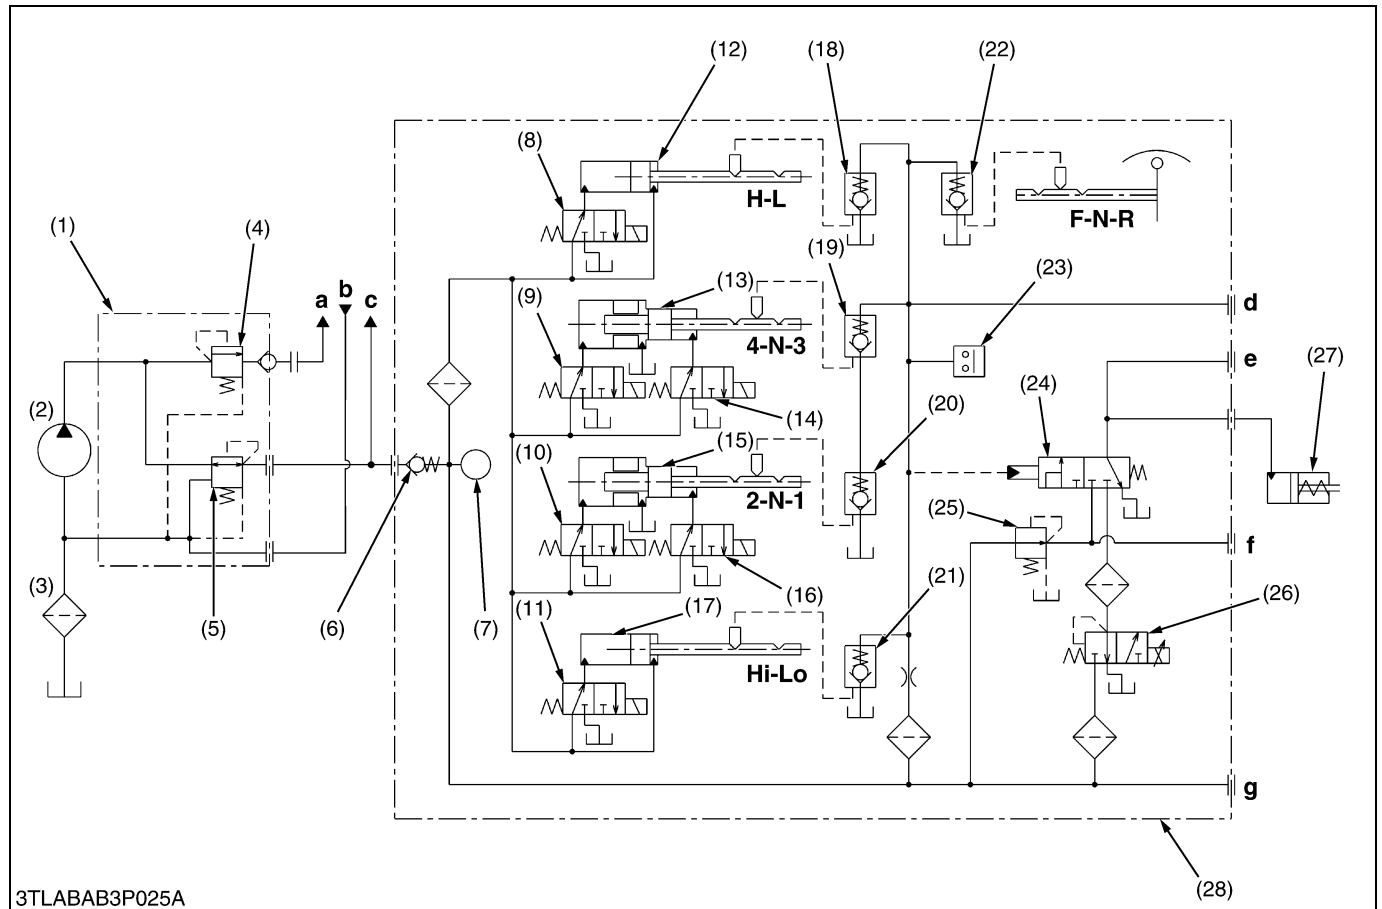 (12)
(18)
(22)
(8)
H-L
F-N-R
(1)
(4)
(19)
(23)
a
b
c
(9)
(13)
4-N-3
d
e
(27)
(2)
(14)
(20)
(24)
(10)
(15)
2-N-1
(25)
f
(3)
(5)
(6)
(7)
(11)
(17)
(16)
(21)
(26)
Hi-Lo
g
(28)
3TLABAB3P025A